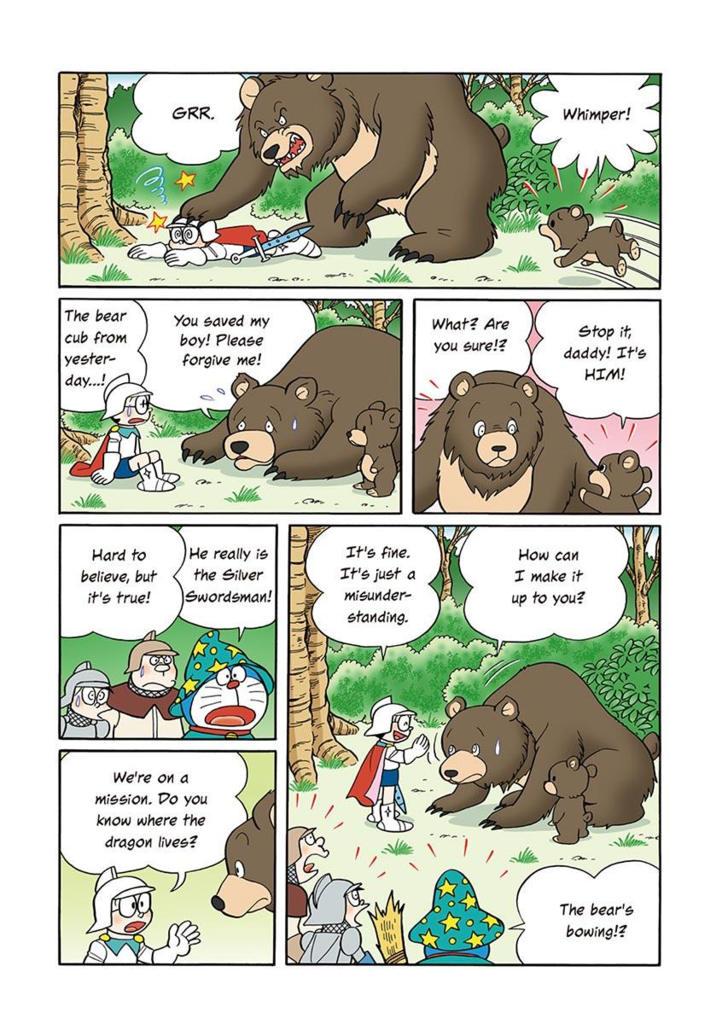 Whimper!
GRR.
Stop it,
daddy! It's
HIM!
What? Are
you sure!?
You saved my
boy! Please
forgive me!
The bear
cub from
yester-
day...!
How can
I make it
up to you?
It's fine.
It's just a
misunder-
standing.
The bear's
bowing!?
He really is
the Silver
Swordsman!
Hard to
believe, but
it's true!
We're on a
mission. Do you
know where the
dragon lives?